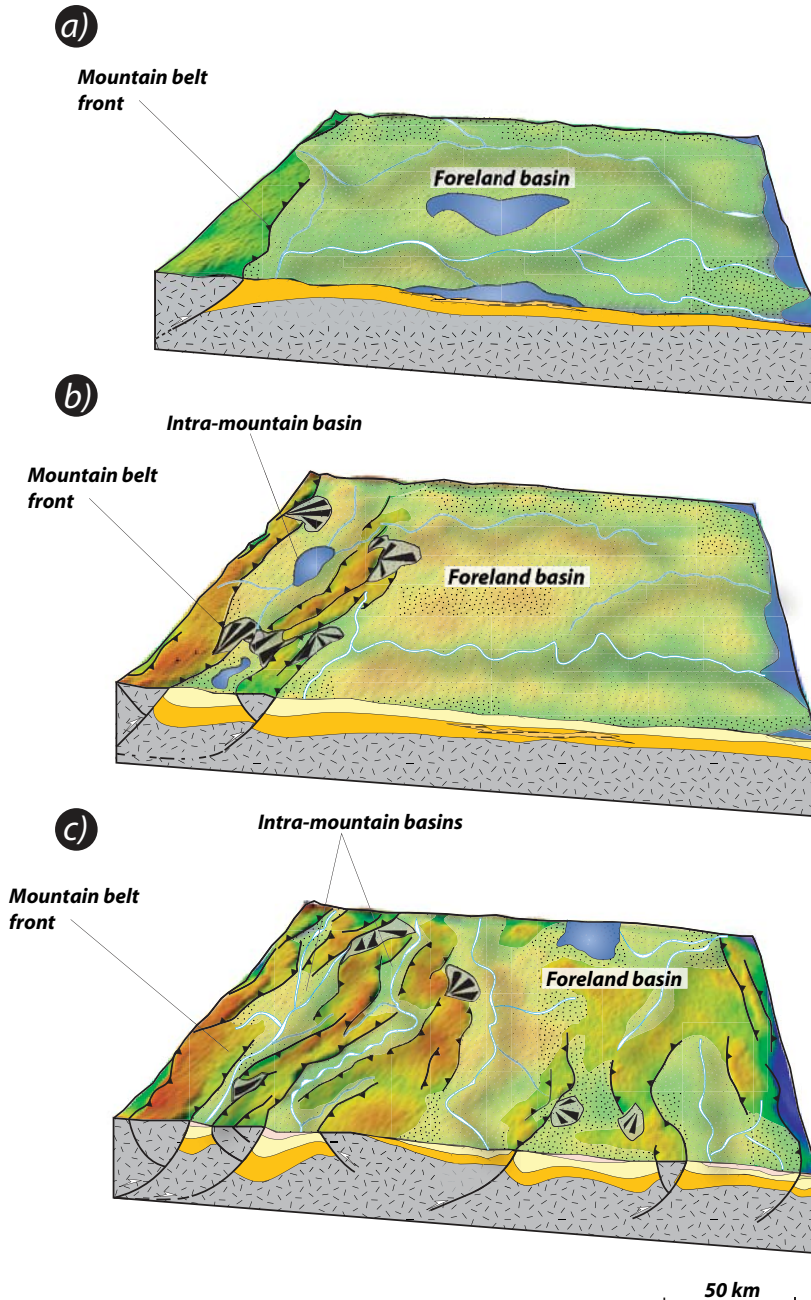 a)
Mountain belt
front
Foreland basin
b)
Intra-mountain basin
Mountain belt
front
Foreland basin
c)
Intra-mountain basins
Mountain belt
front
Foreland basin
50 km